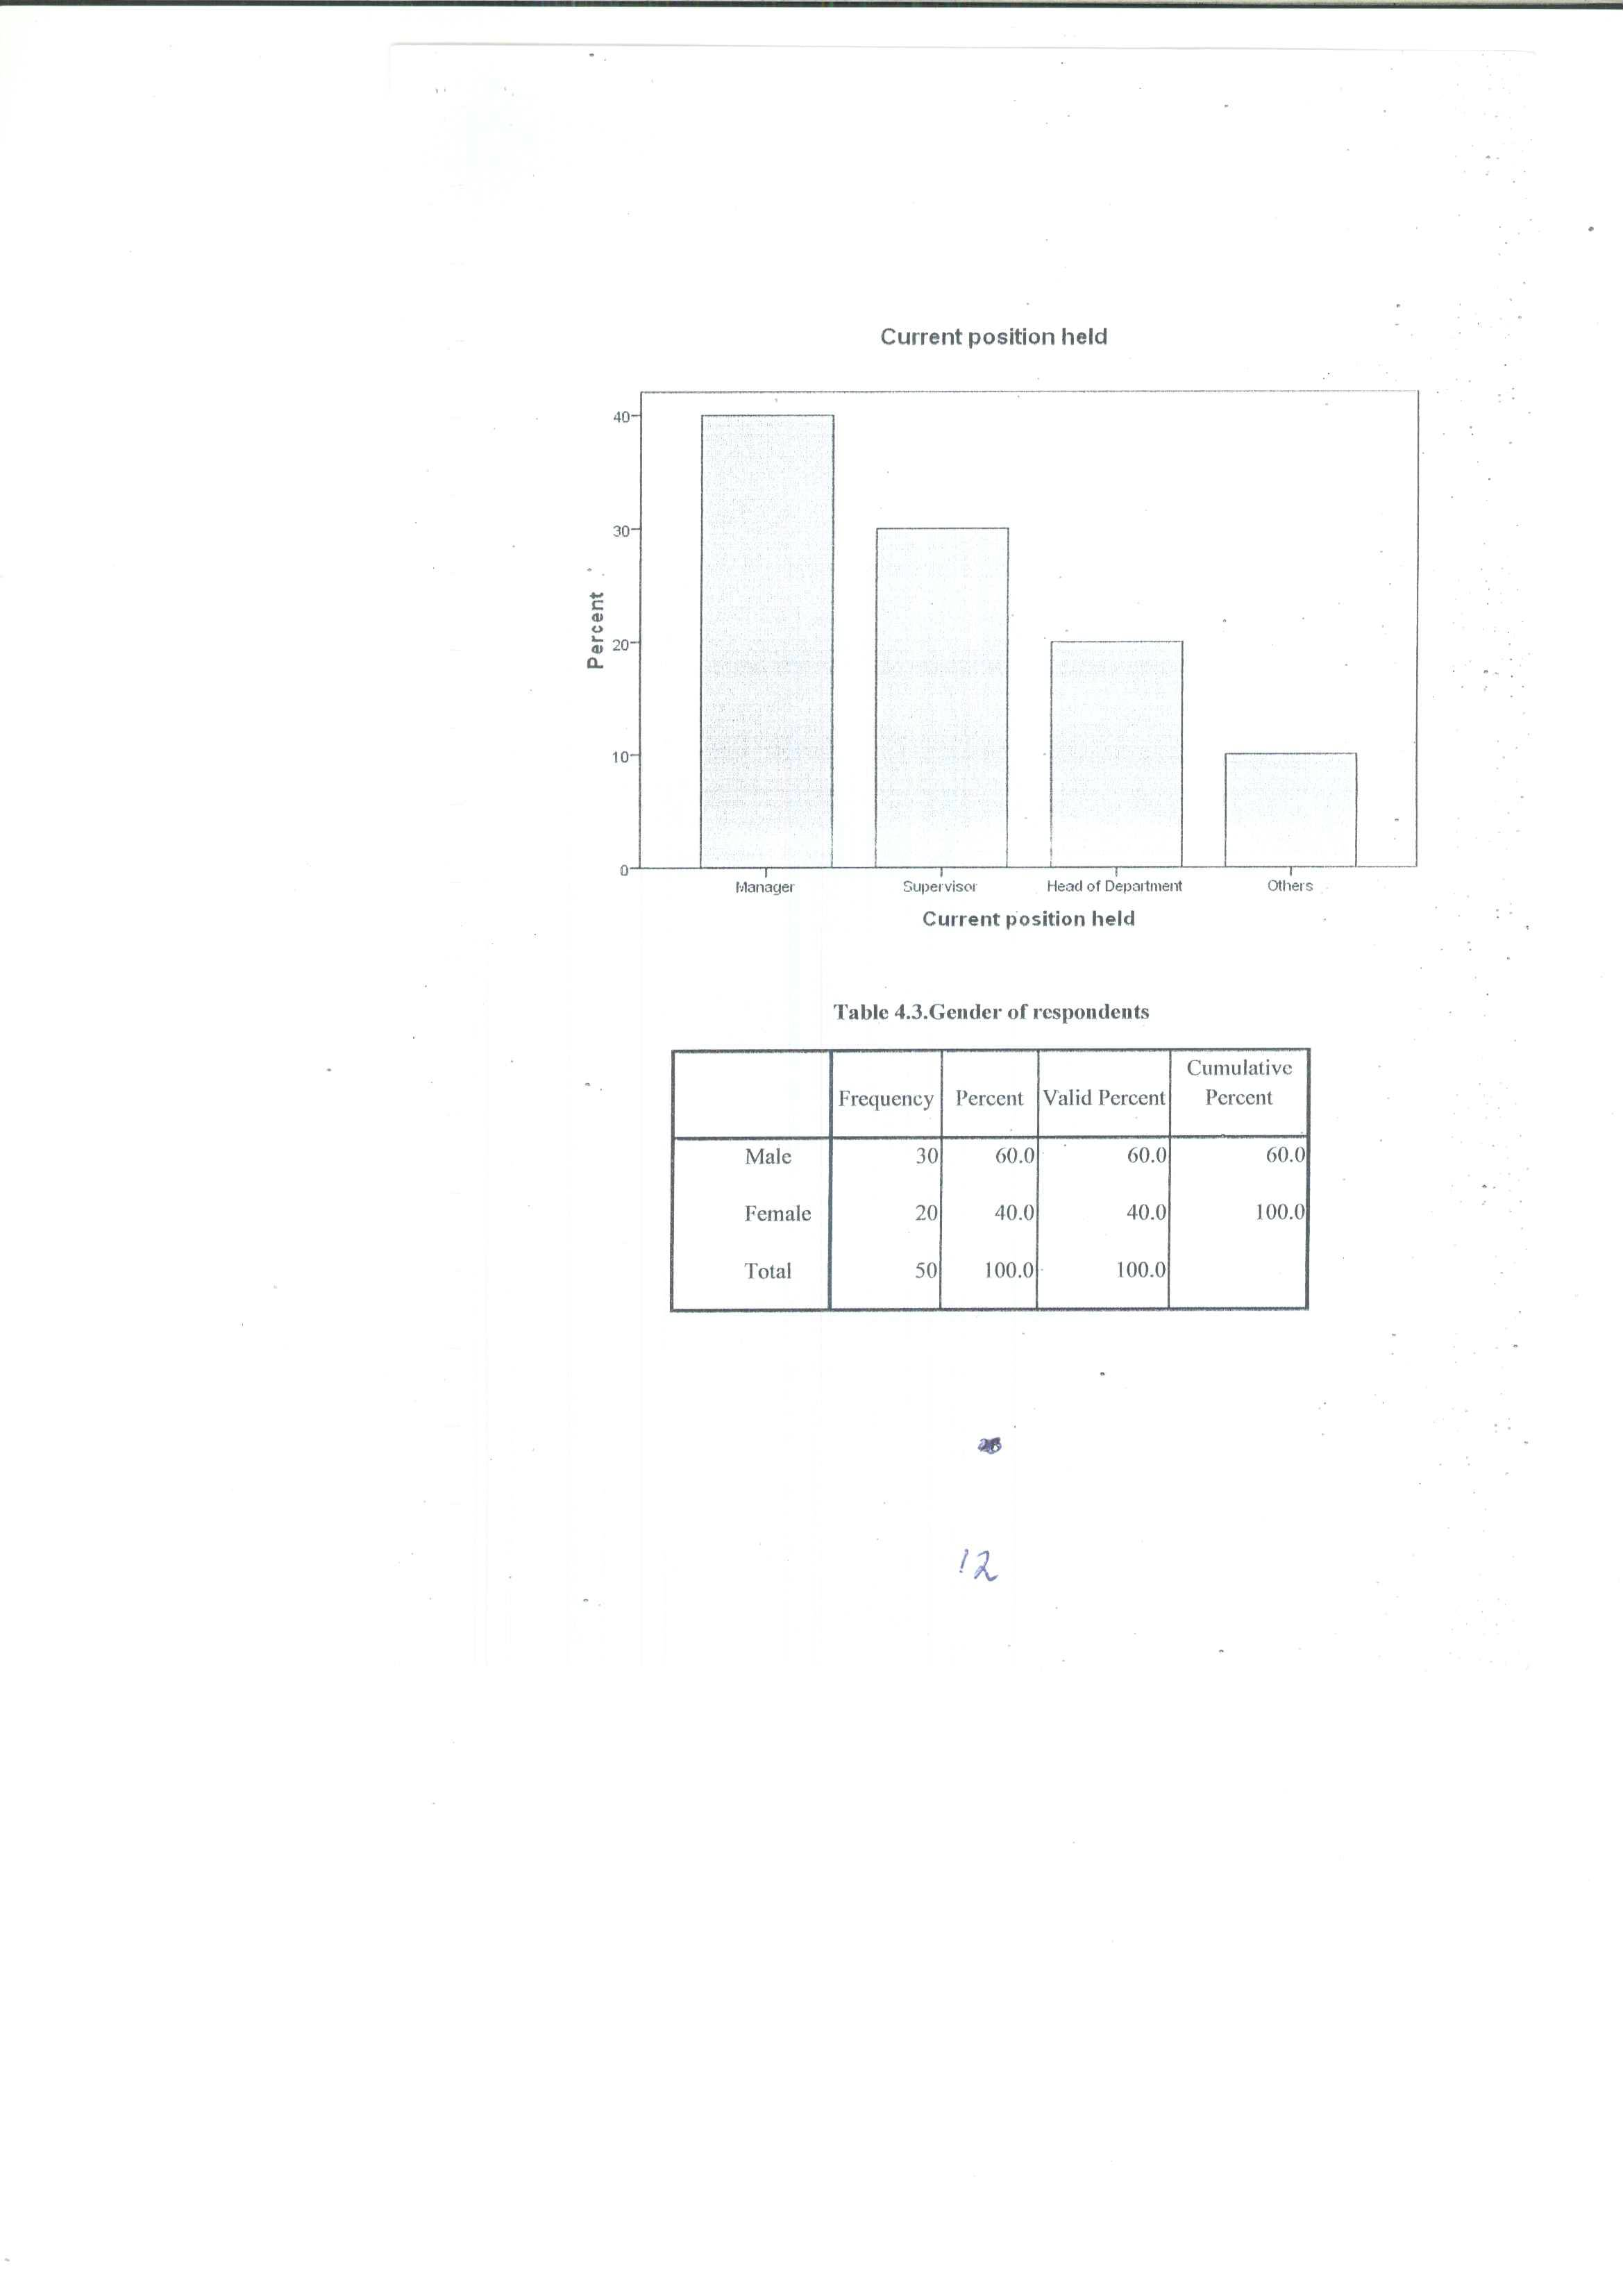 Current position held
40
30
20
10
0
Percent
Manager Supervisor Head of Department Others
Current position held
Table 4.3.Gender of respondents
Frequency Percent Valid Percent Cumulative Percent
Male 30 60.0 60.0 60.0
Female 20 40.0 40.0 100.0
Total 50 100.0 100.0
12